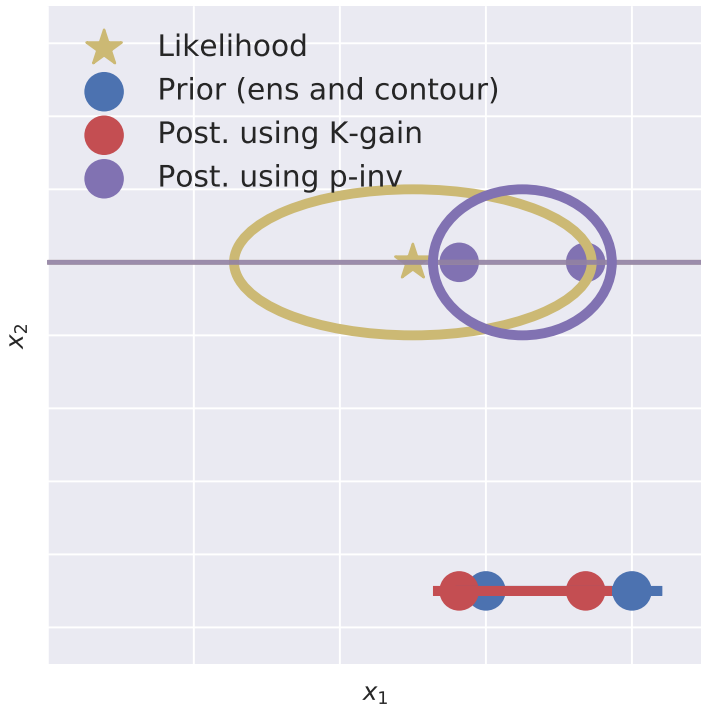 Likelihood
Prior (ens and contour)
Post. using K-gain
Post. using p-inv
x₂
x₁